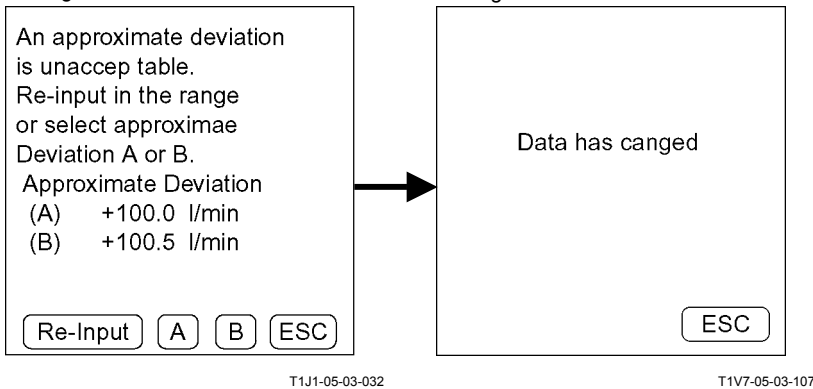 An approximate deviation
is unaccep table.
Re-input in the range
or select approximae
Deviation A or B.
Approximate Deviation
(A) +100.0 l/min
(B) +100.5 l/min
Re-Input A B ESC
T1J1-05-03-032
Data has canged
ESC
T1V7-05-03-107